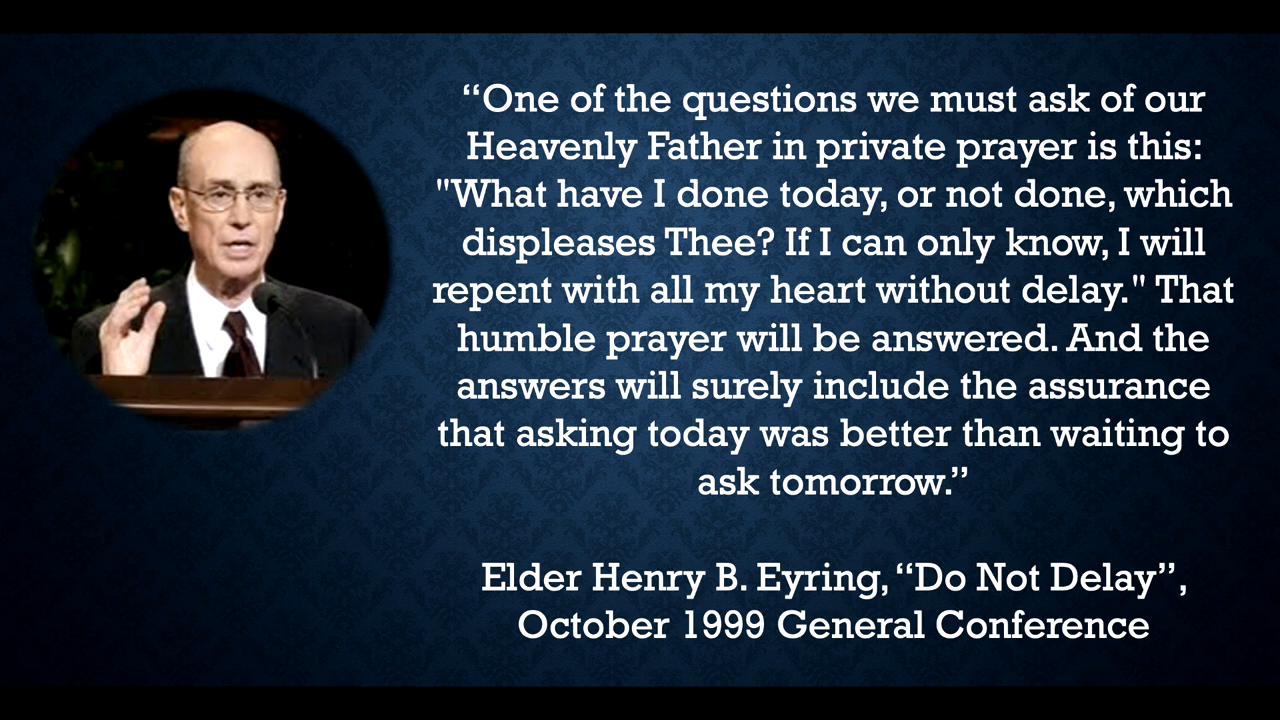 “One of the questions we must ask of our
Heavenly Father in private prayer is this:
"What have I done today, or not done, which
displeases Thee? If I can only know, I will
repent with all my heart without delay." That
humble prayer will be answered. And the
answers will surely include the assurance
that asking today was better than waiting to
ask tomorrow.”
Elder Henry B. Eyring, “Do Not Delay”,
October 1999 General Conference